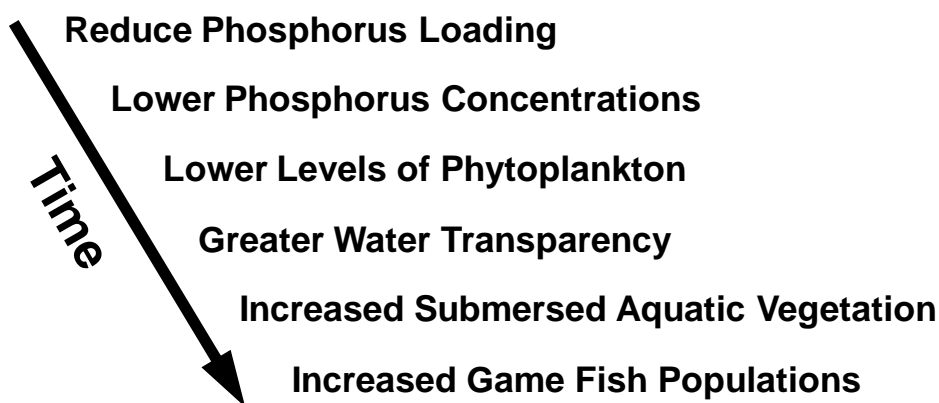 Reduce Phosphorus Loading
Lower Phosphorus Concentrations
Lower Levels of Phytoplankton
Time
Greater Water Transparency
Increased Submersed Aquatic Vegetation
Increased Game Fish Populations